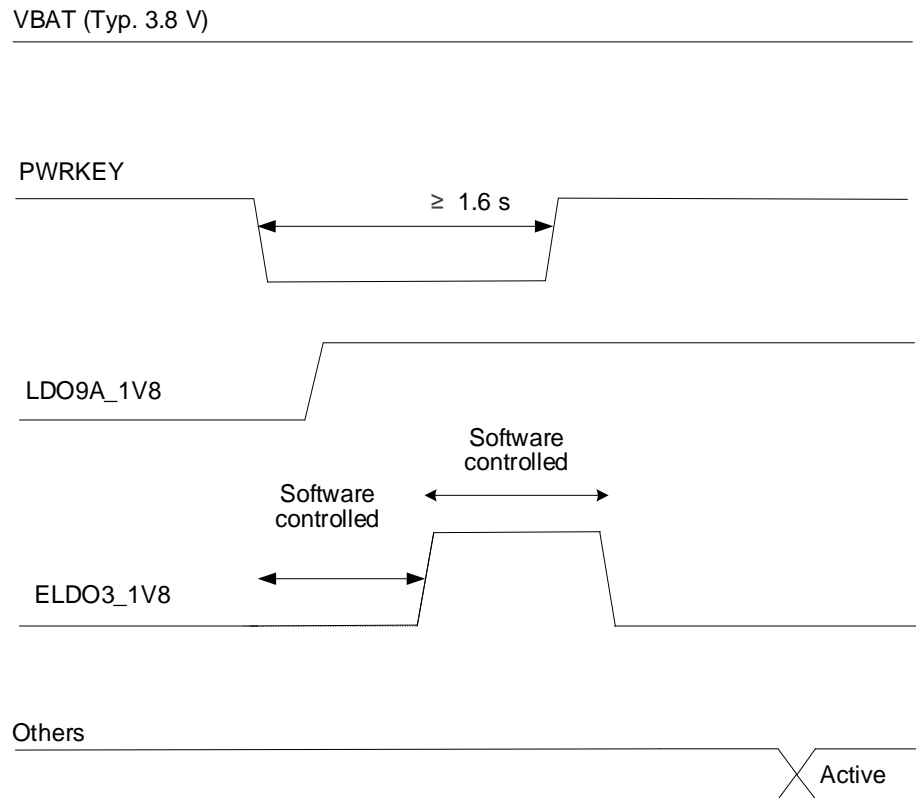 VBAT (Typ. 3.8 V)
PWRKEY
≥ 1.6 s
LDO9A_1V8
Software
controlled
Software
controlled
ELDO3_1V8
Others
Active